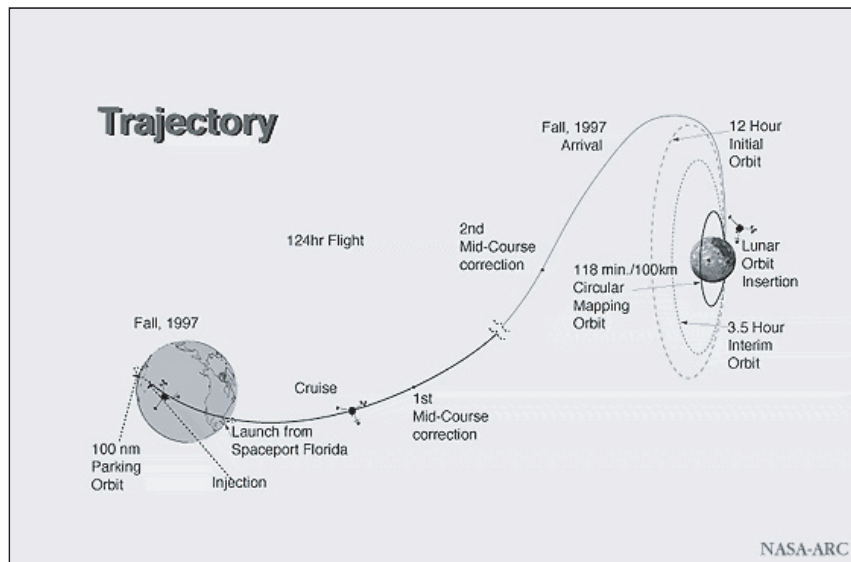 Trajectory
Fall, 1997
Arrival
12 Hour
Initial
Orbit
124hr Flight
2nd
Mid-Course
correction
118 min./100km
Circular
Mapping
Orbit
Lunar
Orbit
Insertion
3.5 Hour
Interim
Orbit
Fall, 1997
Cruise
1st
Mid-Course
correction
Launch from
Spaceport Florida
100 nm
Parking
Orbit
Injection
NASA-ARC